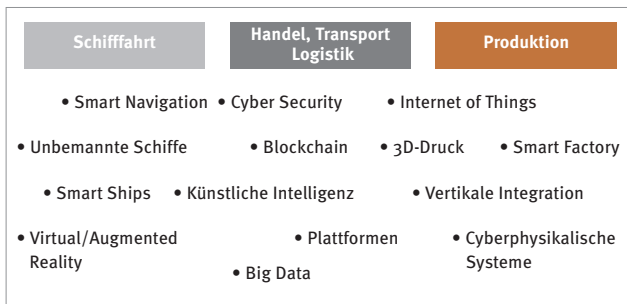 Schifffahrt
Handel, Transport
Logistik
Produktion
• Smart Navigation
• Cyber Security
• Internet of Things
• Unbemannte Schiffe
• Blockchain
• 3D-Druck
• Smart Factory
• Smart Ships
• Künstliche Intelligenz
• Vertikale Integration
• Virtual/Augmented
Reality
• Plattformen
• Cyberphysikalische
Systeme
• Big Data